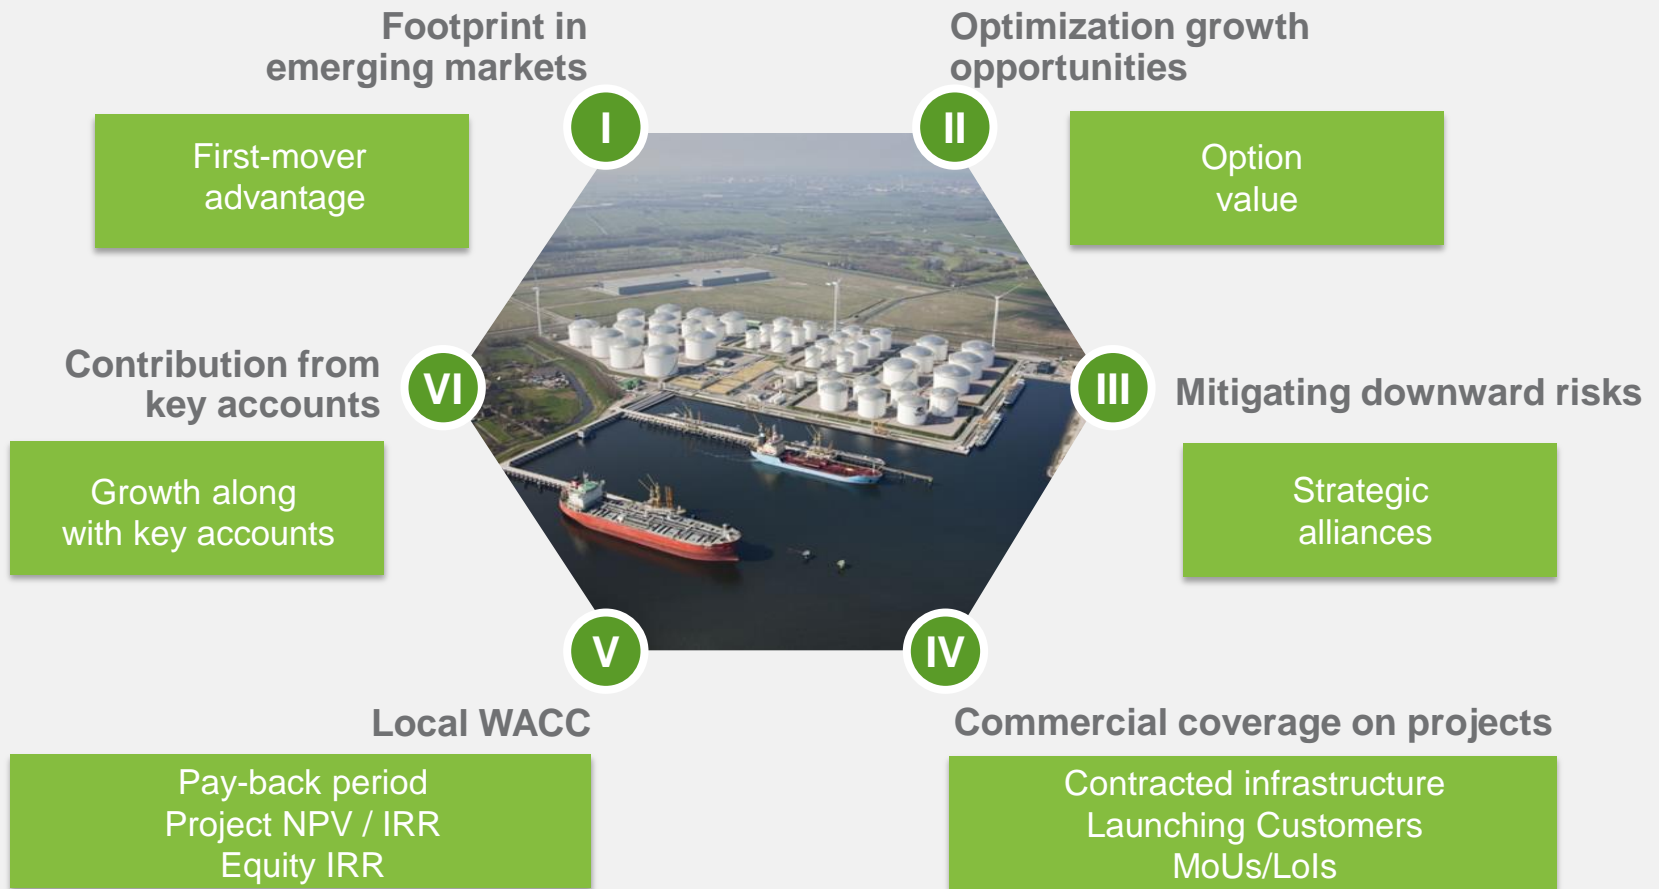 Footprint in
emerging markets
I
First-mover
advantage
Optimization growth
opportunities
II
Option
value
III
Mitigating downward risks
Strategic
alliances
IV
Commercial coverage on projects
Contracted infrastructure
Launching Customers
MoUs/LoIs
V
Local WACC
Pay-back period
Project NPV / IRR
Equity IRR
Contribution from
key accounts
VI
Growth along
with key accounts